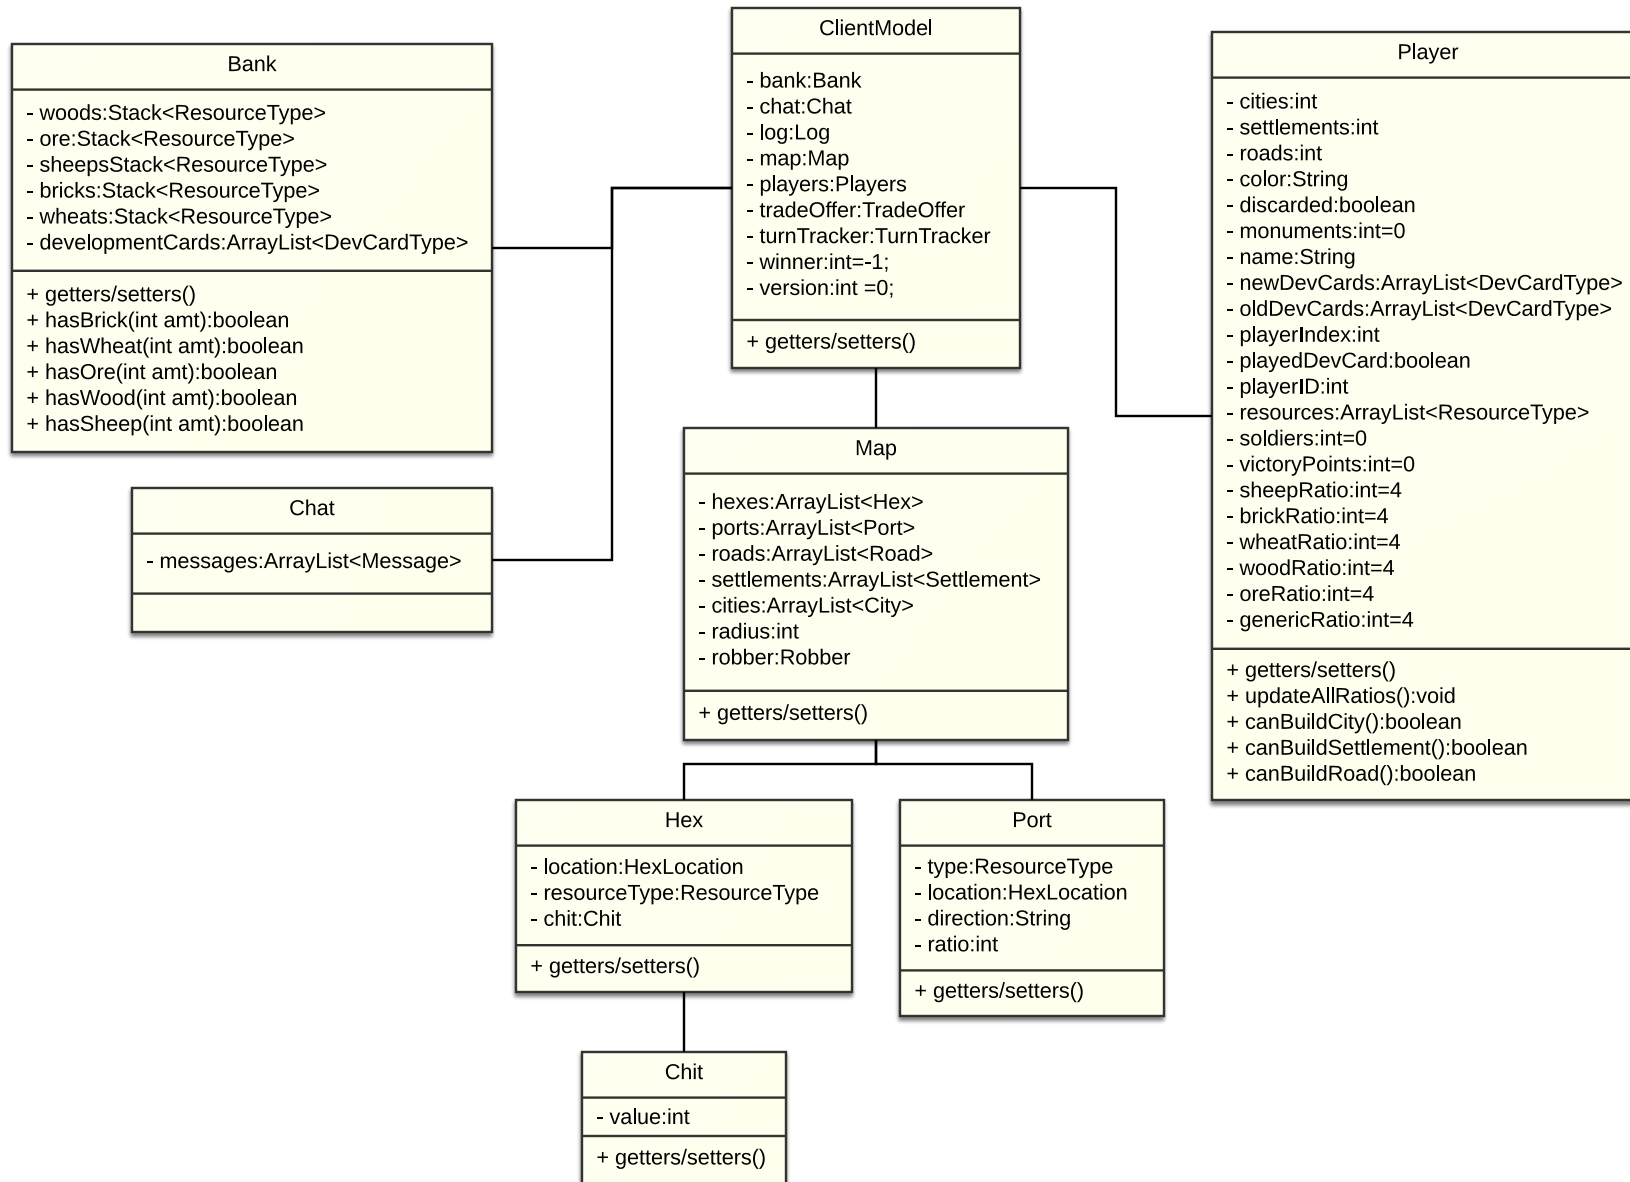 Bank
- woods:Stack<ResourceType>
- ore:Stack<ResourceType>
- sheepsStack<ResourceType>
- bricks:Stack<ResourceType>
- wheats:Stack<ResourceType>
- developmentCards:ArrayList<DevCardType>
+ getters/setters()
+ hasBrick(int amt):boolean
+ hasWheat(int amt):boolean
+ hasOre(int amt):boolean
+ hasWood(int amt):boolean
+ hasSheep(int amt):boolean
Chat
- messages:ArrayList<Message>
ClientModel
- bank:Bank
- chat:Chat
- log:Log
- map:Map
- players:Players
- tradeOffer:TradeOffer
- turnTracker:TurnTracker
- winner:int=-1;
- version:int =0;
+ getters/setters()
Map
- hexes:ArrayList<Hex>
- ports:ArrayList<Port>
- roads:ArrayList<Road>
- settlements:ArrayList<Settlement>
- cities:ArrayList<City>
- radius:int
- robber:Robber
+ getters/setters()
Hex
- location:HexLocation
- resourceType:ResourceType
- chit:Chit
+ getters/setters()
Port
- type:ResourceType
- location:HexLocation
- direction:String
- ratio:int
+ getters/setters()
Chit
- value:int
+ getters/setters()
Player
- cities:int
- settlements:int
- roads:int
- color:String
- discarded:boolean
- monuments:int=0
- name:String
- newDevCards:ArrayList<DevCardType>
- oldDevCards:ArrayList<DevCardType>
- playerIndex:int
- playedDevCard:boolean
- playerID:int
- resources:ArrayList<ResourceType>
- soldiers:int=0
- victoryPoints:int=0
- sheepRatio:int=4
- brickRatio:int=4
- wheatRatio:int=4
- woodRatio:int=4
- oreRatio:int=4
- genericRatio:int=4
+ getters/setters()
+ updateAllRatios():void
+ canBuildCity():boolean
+ canBuildSettlement():boolean
+ canBuildRoad():boolean